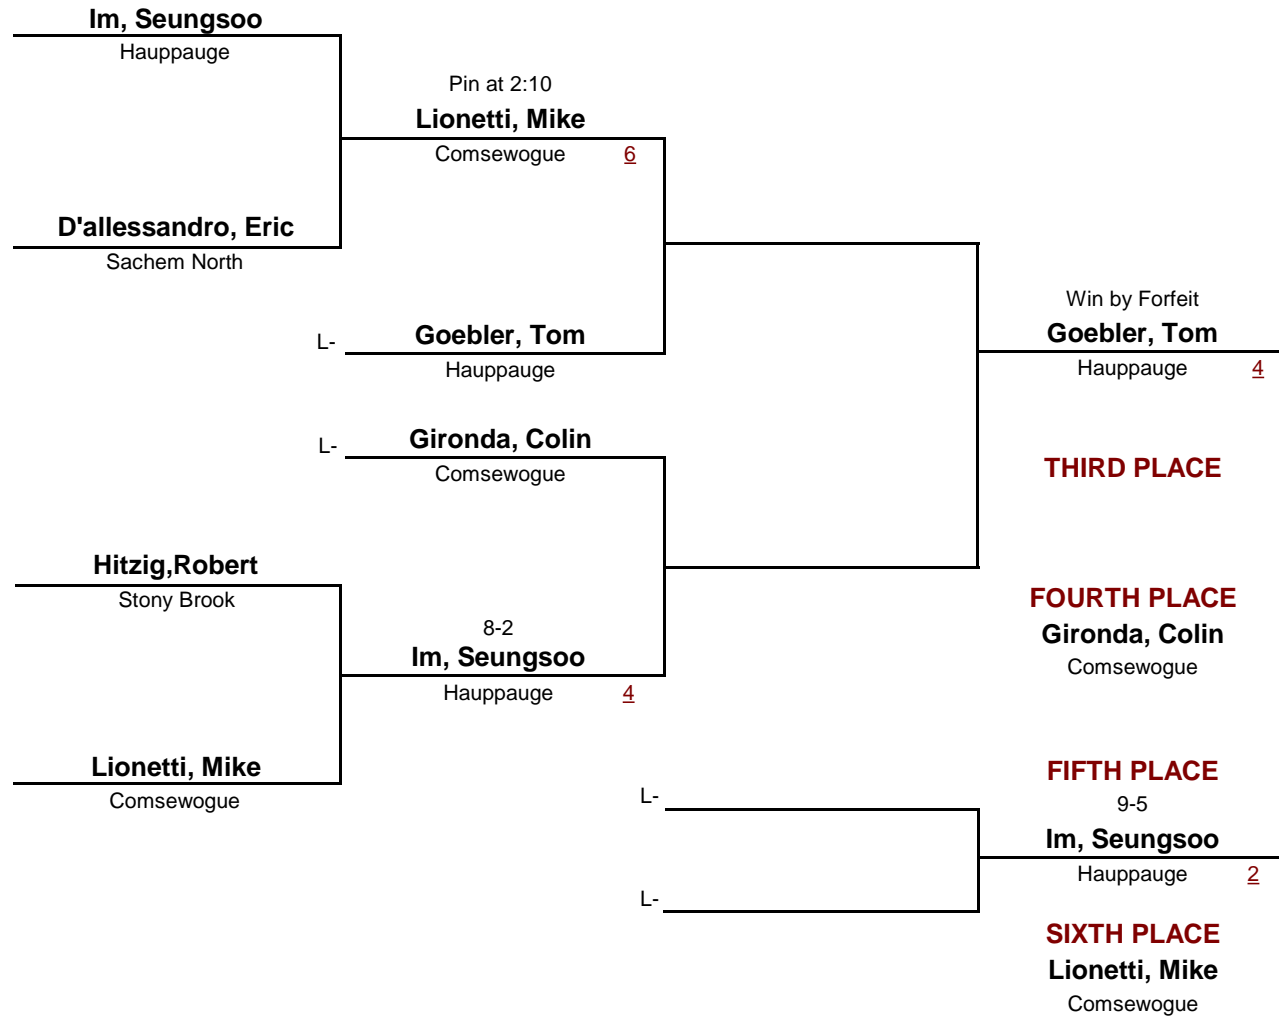 Im, Seungsoo
Hauppauge
Pin at 2:10
Lionetti, Mike
Comsewogue 6
D'allessandro, Eric
Sachem North
Win by Forfeit
L- Goebler, Tom
Hauppauge
Goebler, Tom
Hauppauge 4
L- Gironda, Colin
Comsewogue
THIRD PLACE
Hitzig,Robert
Stony Brook
FOURTH PLACE
Gironda, Colin
Comsewogue
8-2
Im, Seungsoo
Hauppauge 4
Lionetti, Mike
Comsewogue
FIFTH PLACE
L-
9-5
Im, Seungsoo
Hauppauge 2
L-
SIXTH PLACE
Lionetti, Mike
Comsewogue